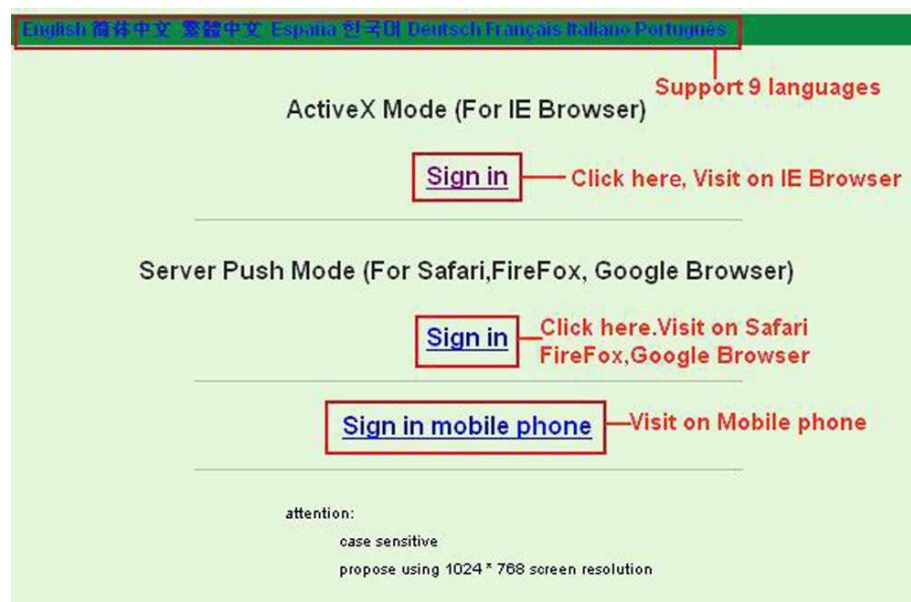 English 简体中文 繁體中文 España 한국어 Deutsch Français Italiano Português
Support 9 languages
ActiveX Mode (For IE Browser)
Sign in
Click here, Visit on IE Browser
Server Push Mode (For Safari,FireFox, Google Browser)
Sign in
Click here.Visit on Safari
FireFox,Google Browser
Sign in mobile phone
Visit on Mobile phone
attention:
case sensitive
propose using 1024 * 768 screen resolution